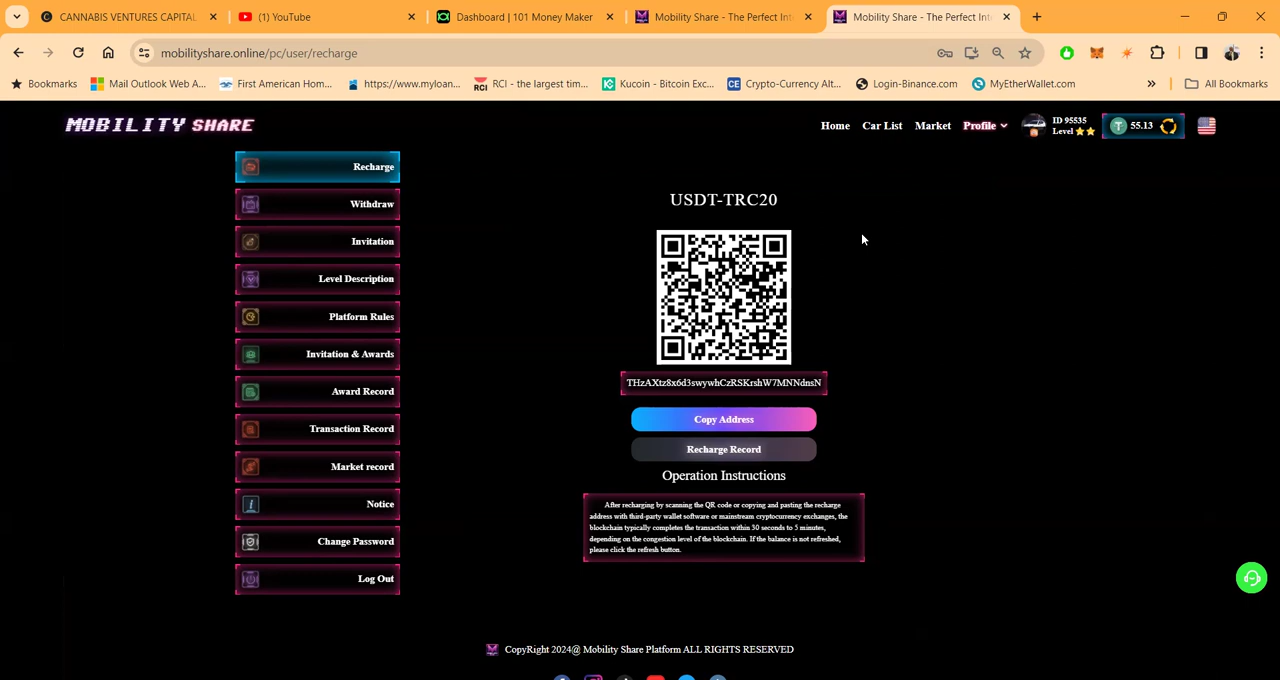 CANNABIS VENTURES CAPITAL
(1) YouTube
Dashboard | 101 Money Maker
Mobility Share - The Perfect Int
Mobility Share - The Perfect Int
mobilityshare.online/pc/user/recharge
Bookmarks
Mail Outlook Web A...
First American Hom...
https://www.myloan...
RCI - the largest tim...
Kucoin - Bitcoin Exc...
Crypto-Currency Alt...
Login-Binance.com
MyEtherWallet.com
All Bookmarks
MOBILITY SHARE
Home
Car List
Market
Profile
ID 95535
Level
55.13
Recharge
Withdraw
Invitation
Level Description
Platform Rules
Invitation & Awards
Award Record
Transaction Record
Market record
Notice
Change Password
Log Out
USDT-TRC20
THzAXtz8x6d3swywhCzRSKrshW7MNNdnsN
Copy Address
Recharge Record
Operation Instructions
After recharging by scanning the QR code or copying and pasting the recharge
address with third-party wallet software or mainstream cryptocurrency exchanges, the
blockchain typically completes the transaction within 30 seconds to 5 minutes,
depending on the congestion level of the blockchain. If the balance is not refreshed,
please click the refresh button.
CopyRight 2024@ Mobility Share Platform ALL RIGHTS RESERVED